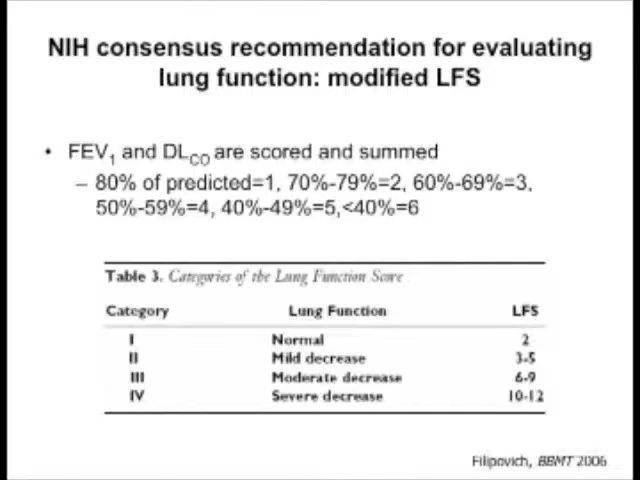 NIH consensus recommendation for evaluating
lung function: modified LFS
• FEV1 and DLCO are scored and summed
– 80% of predicted=1, 70%-79%=2, 60%-69%=3,
50%-59%=4, 40%-49%=5,<40%=6
Table 3. Categories of the Lung Function Score
Category Lung Function LFS
I Normal 2
II Mild decrease 3-5
III Moderate decrease 6-9
IV Severe decrease 10-12
Filipovich, BBMT 2006